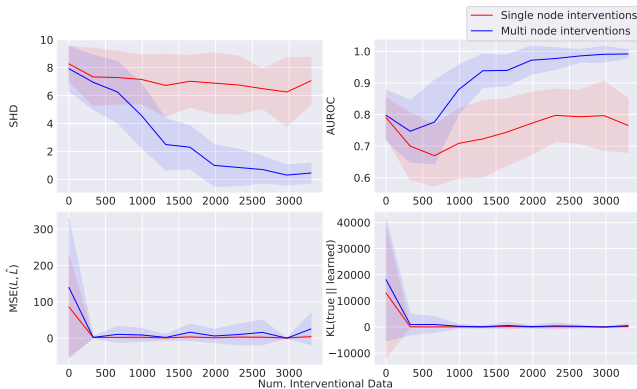 Single node interventions
Multi node interventions
10
8
6
4
2
0
SHD
0 500 1000 1500 2000 2500 3000
1.0
0.9
0.8
0.7
0.6
AUROC
0 500 1000 1500 2000 2500 3000
300
200
100
0
MSE(L, L̂)
0 500 1000 1500 2000 2500 3000
40000
30000
20000
10000
0
−10000
KL(true || learned)
0 500 1000 1500 2000 2500 3000
Num. Interventional Data